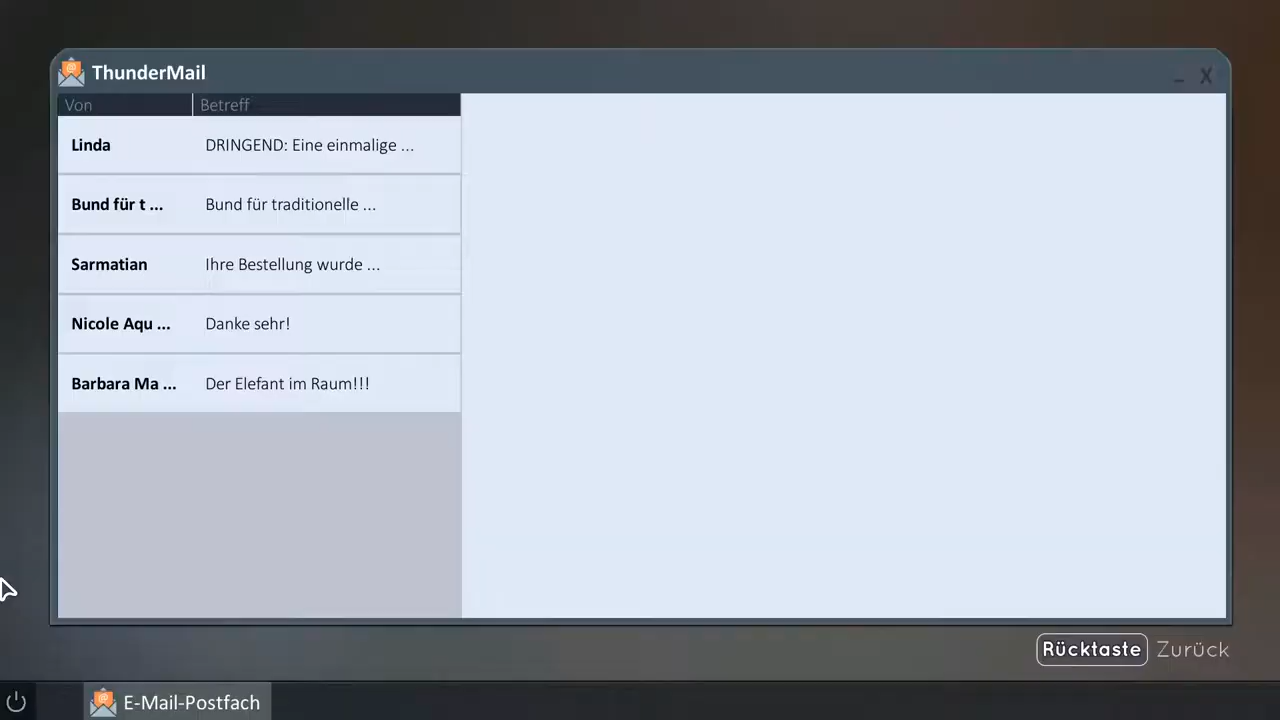 ThunderMail
Von Betreff
Linda DRINGEND: Eine einmalige ...
Bund für t ... Bund für traditionelle ...
Sarmatian Ihre Bestellung wurde ...
Nicole Aqu ... Danke sehr!
Barbara Ma ... Der Elefant im Raum!!!
Rücktaste Zurück
E-Mail-Postfach